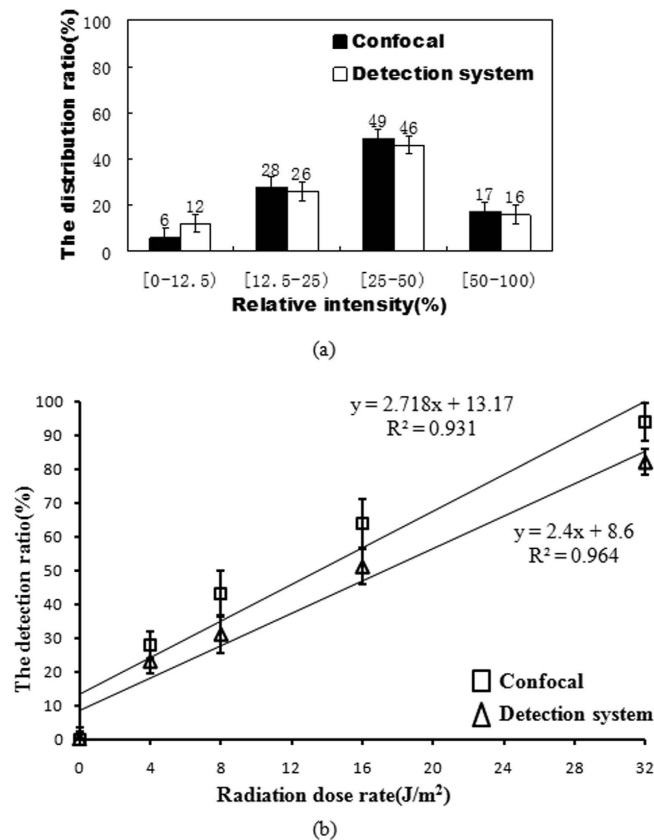 The distribution ratio(%)
100
80
60
40
20
0
Confocal
Detection system
6
12
28
26
49
46
17
16
[0-12.5)
[12.5-25)
[25-50)
[50-100)
Relative intensity(%)
(a)
The detection ratio(%)
100
90
80
70
60
50
40
30
20
10
0
y = 2.718x + 13.17
R² = 0.931
y = 2.4x + 8.6
R² = 0.964
Confocal
Detection system
0
4
8
12
16
20
24
28
32
Radiation dose rate(J/m²)
(b)